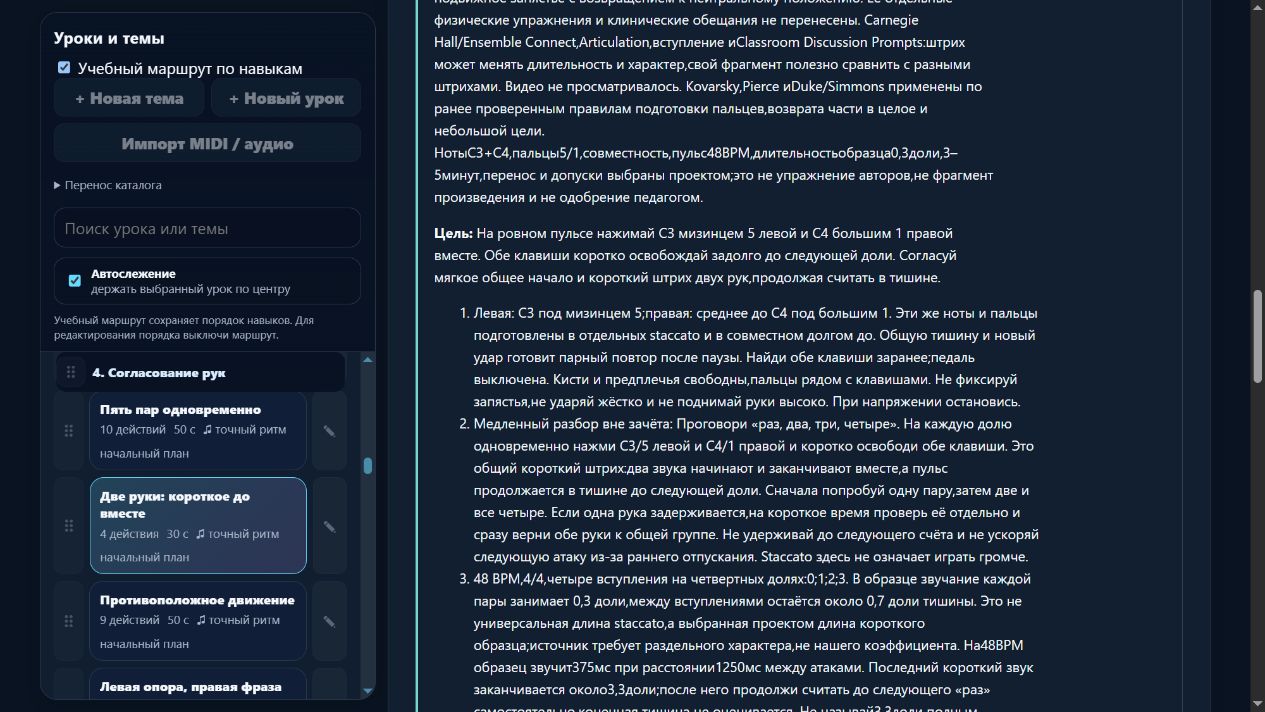 Уроки и темы
Учебный маршрут по навыкам
+ Новая тема
+ Новый урок
Импорт MIDI / аудио
Перенос каталога
Поиск урока или темы
Автослежение
держать выбранный урок по центру
Учебный маршрут сохраняет порядок навыков. Для
редактирования порядка выключи маршрут.
4. Согласование рук
Пять пар одновременно
10 действий 50 с ♫ точный ритм
начальный план
Две руки: короткое до
вместе
4 действия 30 с ♫ точный ритм
начальный план
Противоположное движение
9 действий 50 с ♫ точный ритм
начальный план
Левая опора, правая фраза
подвижное запястье с возвращением к нейтральному положению. Её отдельные
физические упражнения и клинические обещания не перенесены. Carnegie
Hall/Ensemble Connect,Articulation,вступление иClassroom Discussion Prompts:штрих
может менять длительность и характер,свой фрагмент полезно сравнить с разными
штрихами. Видео не просматривалось. Kovarsky,Pierce иDuke/Simmons применены по
ранее проверенным правилам подготовки пальцев,возврата части в целое и
небольшой цели.
НотыC3+C4,пальцы5/1,совместность,пульс48BPM,длительностьобразца0,3доли,3–
5минут,перенос и допуски выбраны проектом;это не упражнение авторов,не фрагмент
произведения и не одобрение педагогом.
Цель: На ровном пульсе нажимай C3 мизинцем 5 левой и C4 большим 1 правой
вместе. Обе клавиши коротко освобождай задолго до следующей доли. Согласуй
мягкое общее начало и короткий штрих двух рук,продолжая считать в тишине.
1. Левая: C3 под мизинцем 5;правая: среднее до C4 под большим 1. Эти же ноты и пальцы
подготовлены в отдельных staccato и в совместном долгом до. Общую тишину и новый
удар готовит парный повтор после паузы. Найди обе клавиши заранее;педаль
выключена. Кисти и предплечья свободны,пальцы рядом с клавишами. Не фиксируй
запястья,не ударяй жёстко и не поднимай руки высоко. При напряжении остановись.
2. Медленный разбор вне зачёта: Проговори «раз, два, три, четыре». На каждую долю
одновременно нажми C3/5 левой и C4/1 правой и коротко освободи обе клавиши. Это
общий короткий штрих:два звука начинают и заканчивают вместе,а пульс
продолжается в тишине до следующей доли. Сначала попробуй одну пару,затем две и
все четыре. Если одна рука задерживается,на короткое время проверь её отдельно и
сразу верни обе руки к общей группе. Не удерживай до следующего счёта и не ускоряй
следующую атаку из-за раннего отпускания. Staccato здесь не означает играть громче.
3. 48 BPM,4/4,четыре вступления на четвертных долях:0;1;2;3. В образце звучание каждой
пары занимает 0,3 доли,между вступлениями остаётся около 0,7 доли тишины. Это не
универсальная длина staccato,а выбранная проектом длина короткого
образца;источник требует раздельного характера,не нашего коэффициента. На48BPM
образец звучит375мс при расстоянии1250мс между атаками. Последний короткий звук
заканчивается около3,3доли;после него продолжи считать до следующего «раз»
самостоятельно,конечная тишина не оценивается. Не называй3,3доли полным